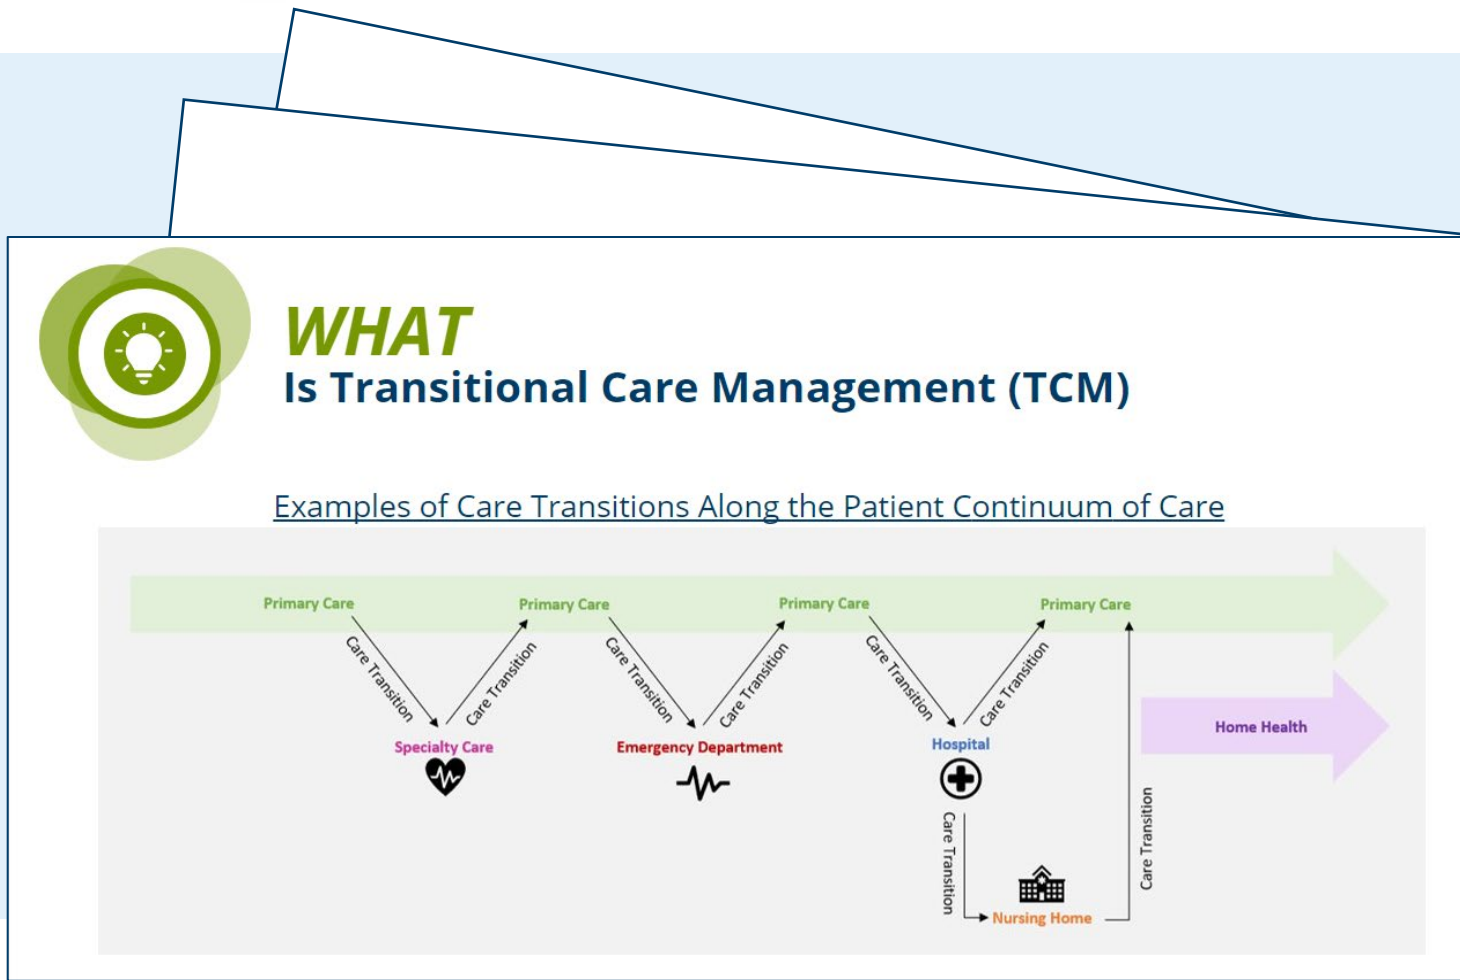 WHAT
Is Transitional Care Management (TCM)
Examples of Care Transitions Along the Patient Continuum of Care
Primary Care
Primary Care
Primary Care
Primary Care
Care Transition
Care Transition
Care Transition
Care Transition
Care Transition
Care Transition
Specialty Care
Emergency Department
Hospital
Home Health
Care Transition
Care Transition
Nursing Home